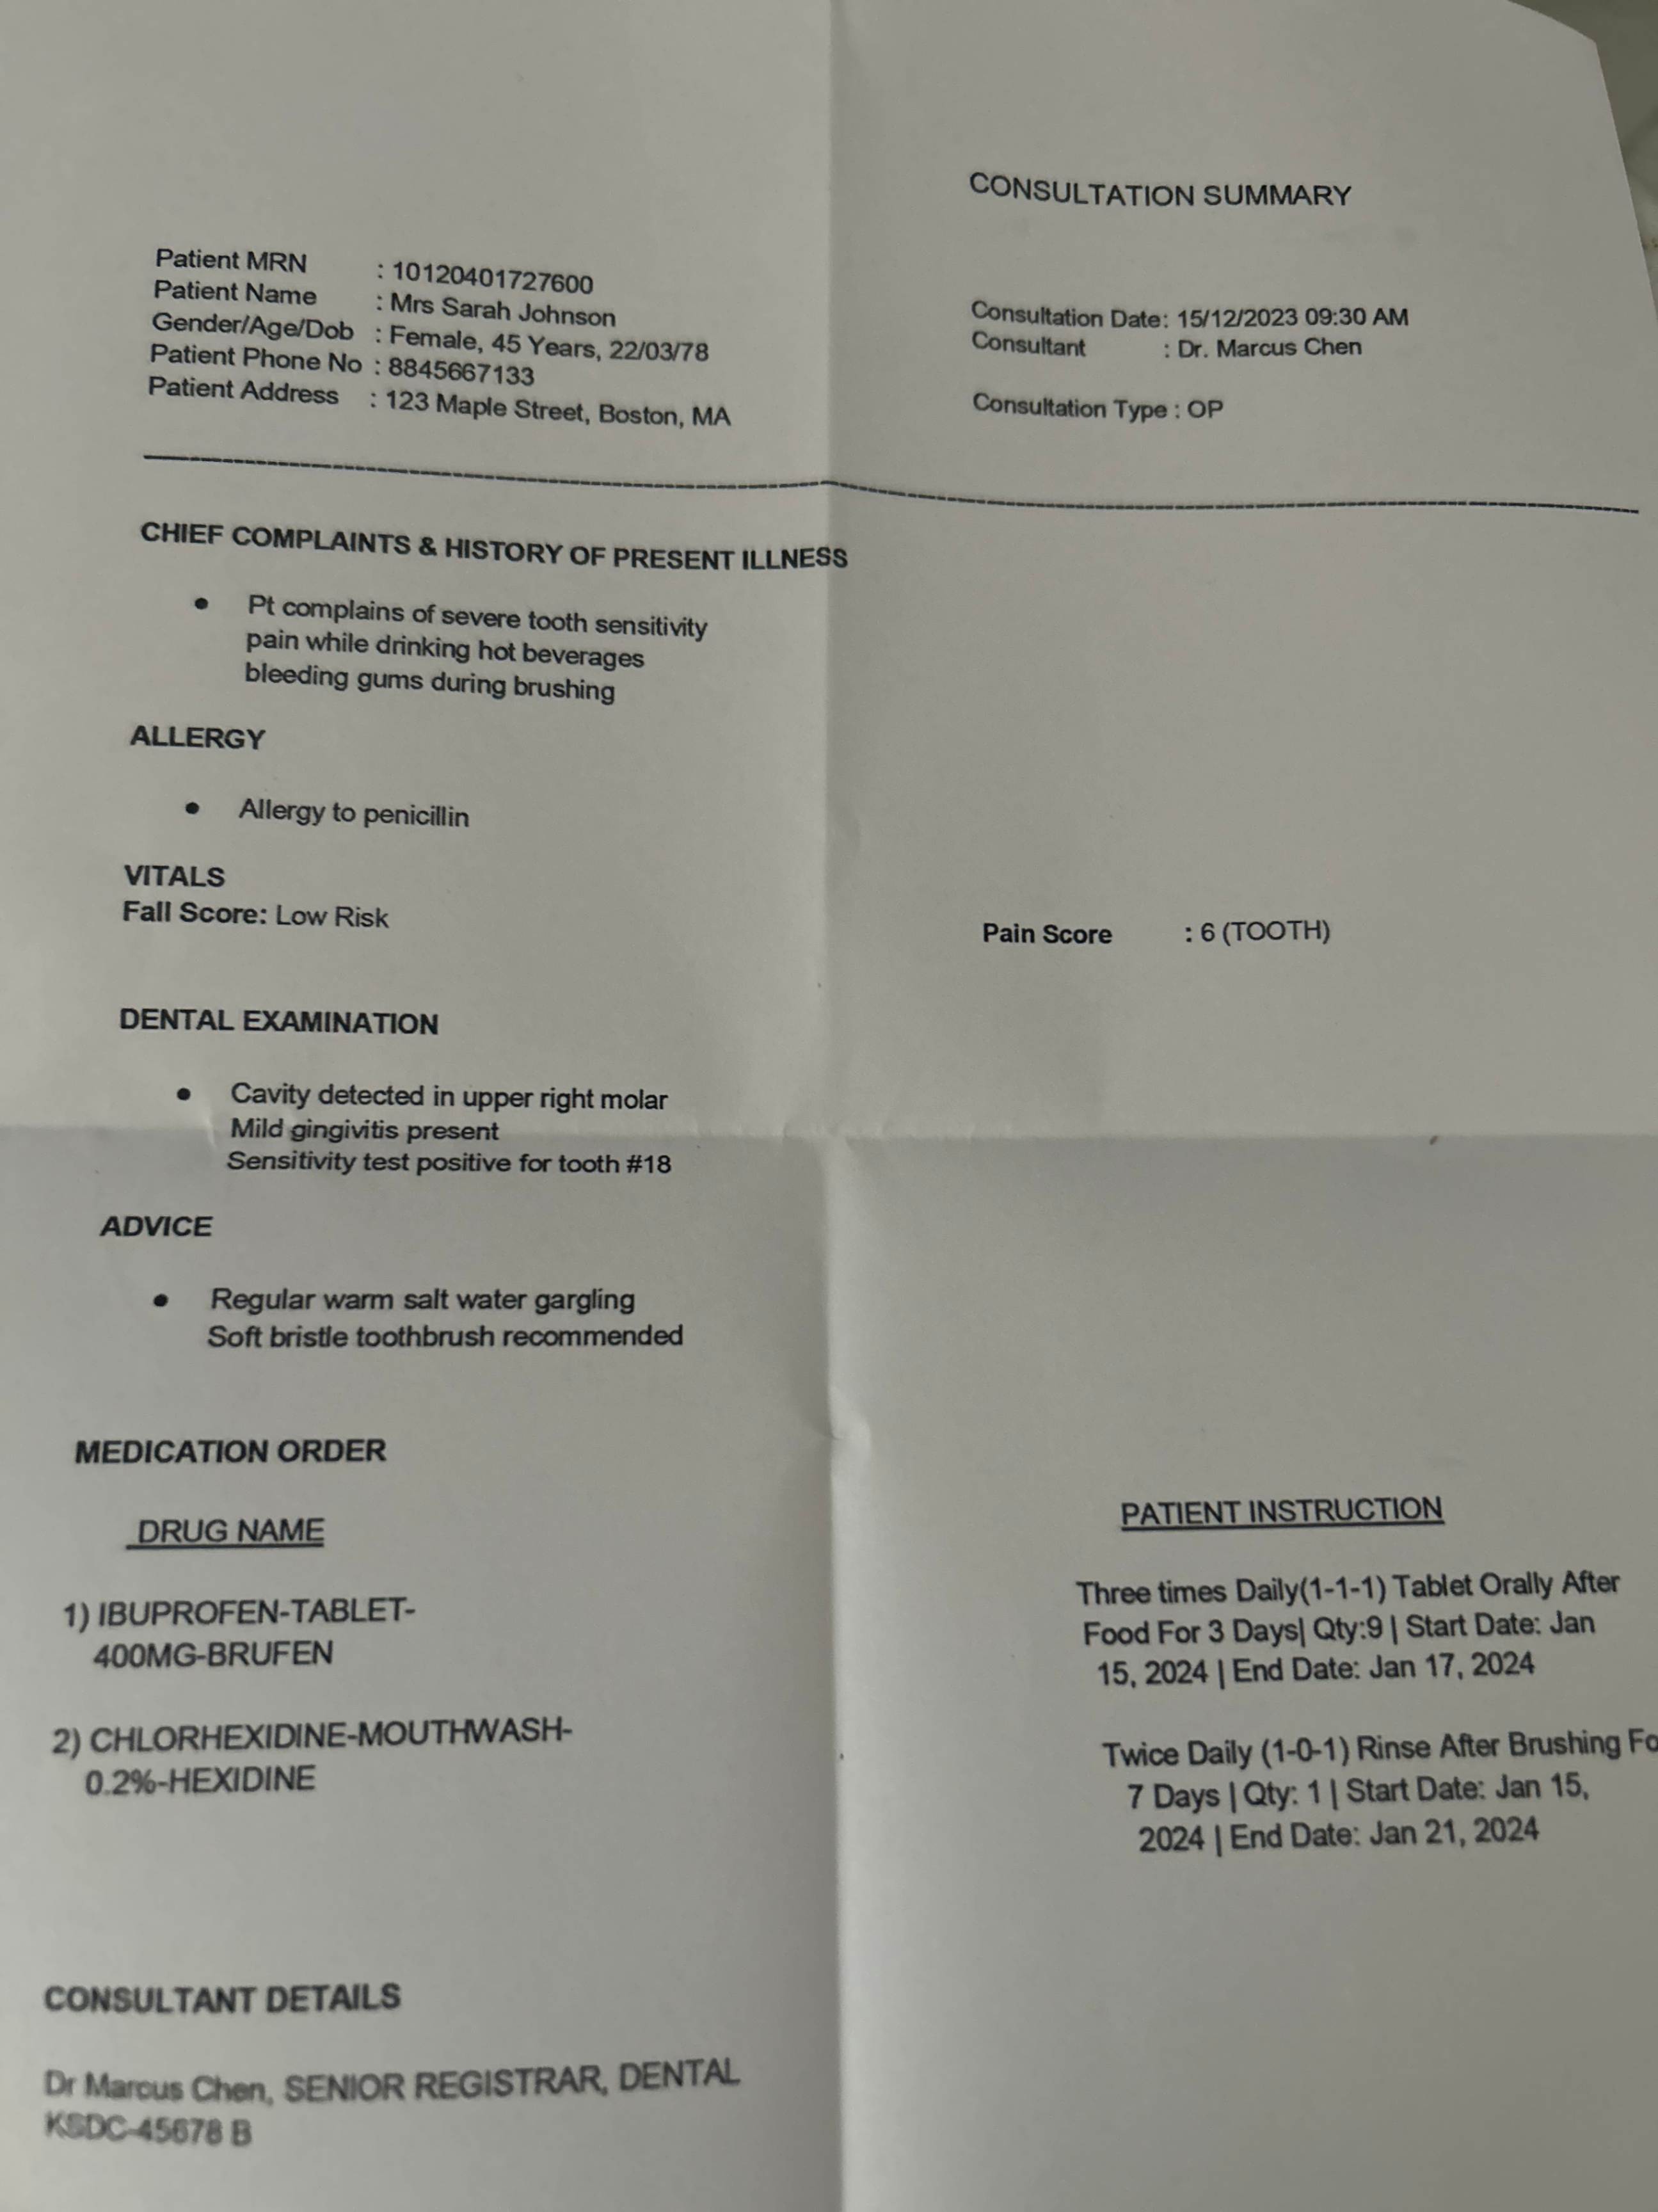 CONSULTATION SUMMARY
Patient MRN : 10120401727600
Patient Name : Mrs Sarah Johnson
Gender/Age/Dob : Female, 45 Years, 22/03/78
Patient Phone No : 8845667133
Patient Address : 123 Maple Street, Boston, MA
Consultation Date: 15/12/2023 09:30 AM
Consultant : Dr. Marcus Chen
Consultation Type : OP
CHIEF COMPLAINTS & HISTORY OF PRESENT ILLNESS
• Pt complains of severe tooth sensitivity
pain while drinking hot beverages
bleeding gums during brushing
ALLERGY
• Allergy to penicillin
VITALS
Fall Score: Low Risk
Pain Score : 6 (TOOTH)
DENTAL EXAMINATION
• Cavity detected in upper right molar
Mild gingivitis present
Sensitivity test positive for tooth #18
ADVICE
• Regular warm salt water gargling
Soft bristle toothbrush recommended
MEDICATION ORDER
DRUG NAME
PATIENT INSTRUCTION
1) IBUPROFEN-TABLET-
400MG-BRUFEN
Three times Daily(1-1-1) Tablet Orally After
Food For 3 Days| Qty:9 | Start Date: Jan
15, 2024 | End Date: Jan 17, 2024
2) CHLORHEXIDINE-MOUTHWASH-
0.2%-HEXIDINE
Twice Daily (1-0-1) Rinse After Brushing Fo
7 Days | Qty: 1 | Start Date: Jan 15,
2024 | End Date: Jan 21, 2024
CONSULTANT DETAILS
Dr Marcus Chen, SENIOR REGISTRAR, DENTAL
KSDC-45678 B